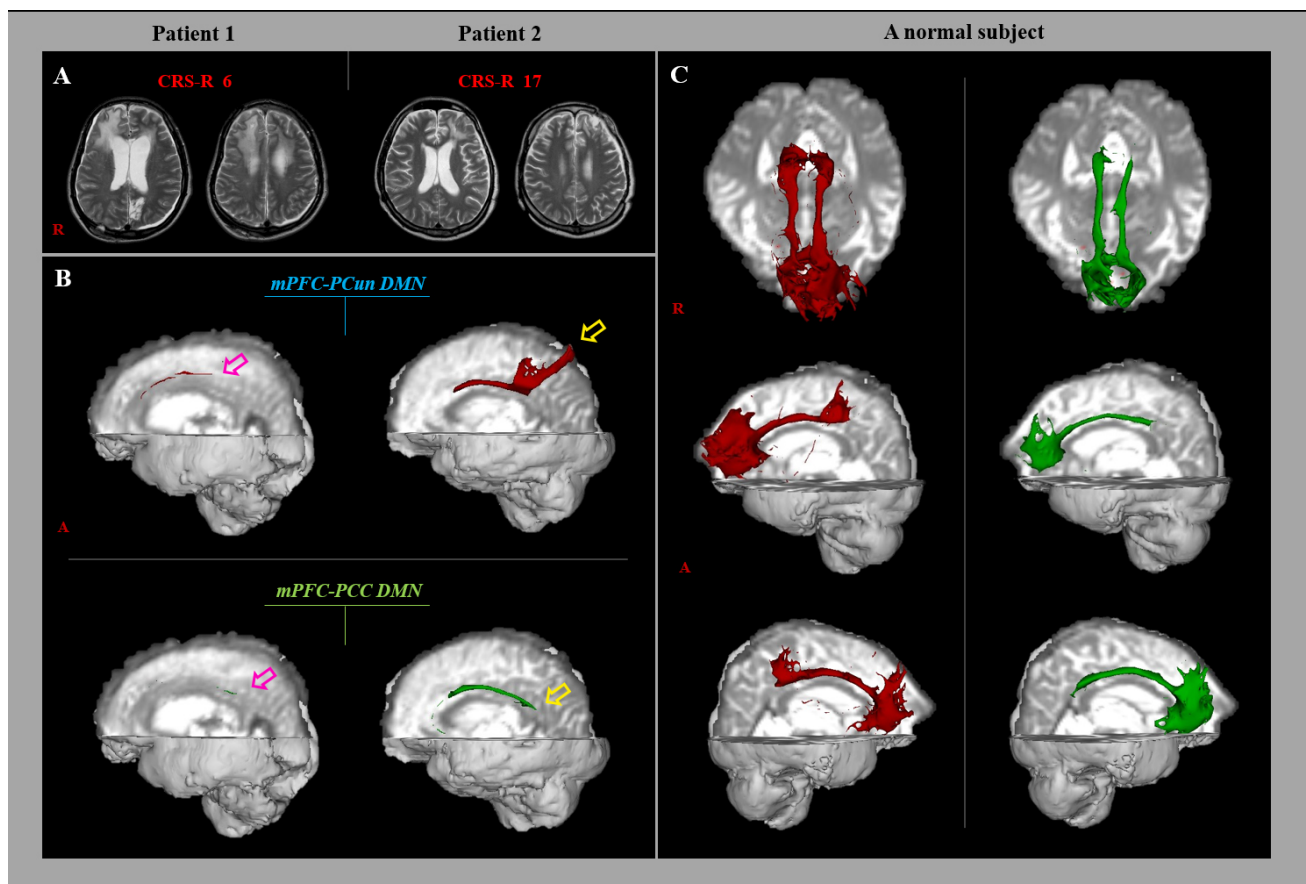 Patient 1
Patient 2
A normal subject
A
CRS-R 6
CRS-R 17
R
B
mPFC-PCun DMN
A
mPFC-PCC DMN
C
R
A